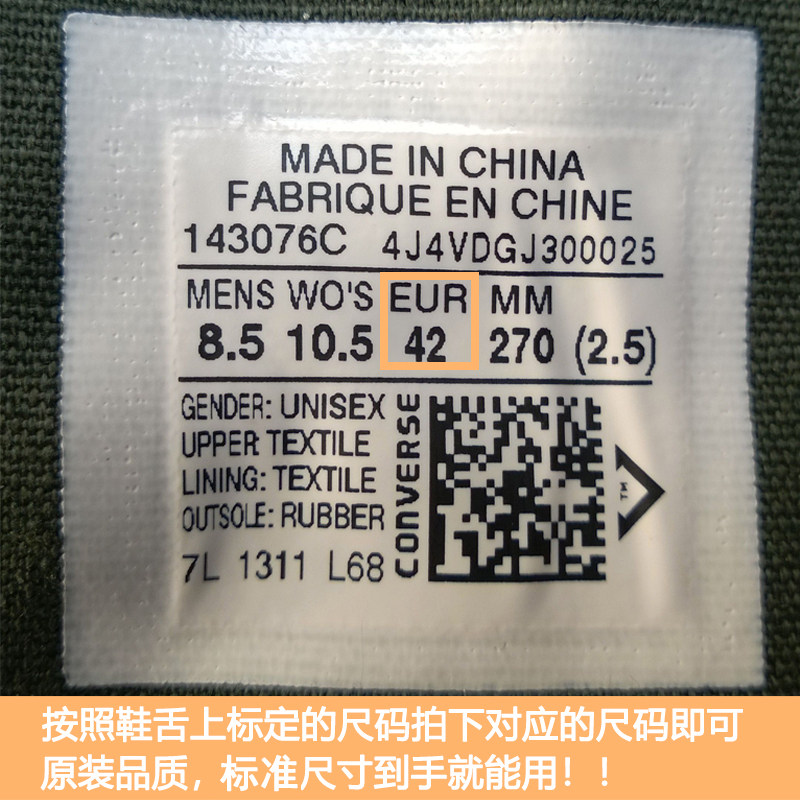 MADE IN CHINA
FABRIQUE EN CHINE
143076C 4J4VDGJ300025
MENS WO'S EUR MM
8.5 10.5 42 270 (2.5)
GENDER: UNISEX
UPPER: TEXTILE
LINING: TEXTILE
OUTSOLE: RUBBER
7L 1311 L68
CONVERSE
TM
按照鞋舌上标定的尺码拍下对应的尺码即可
原装品质，标准尺寸到手就能用！！